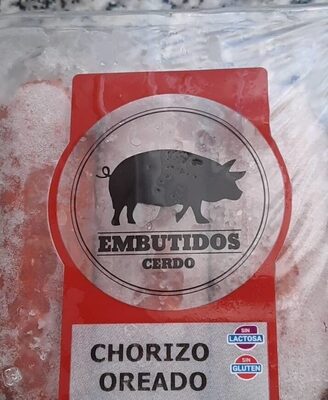 EMBUTIDOS
CERDO
SIN
LACTOSA
CHORIZO
OREADO
SIN
GLUTEN